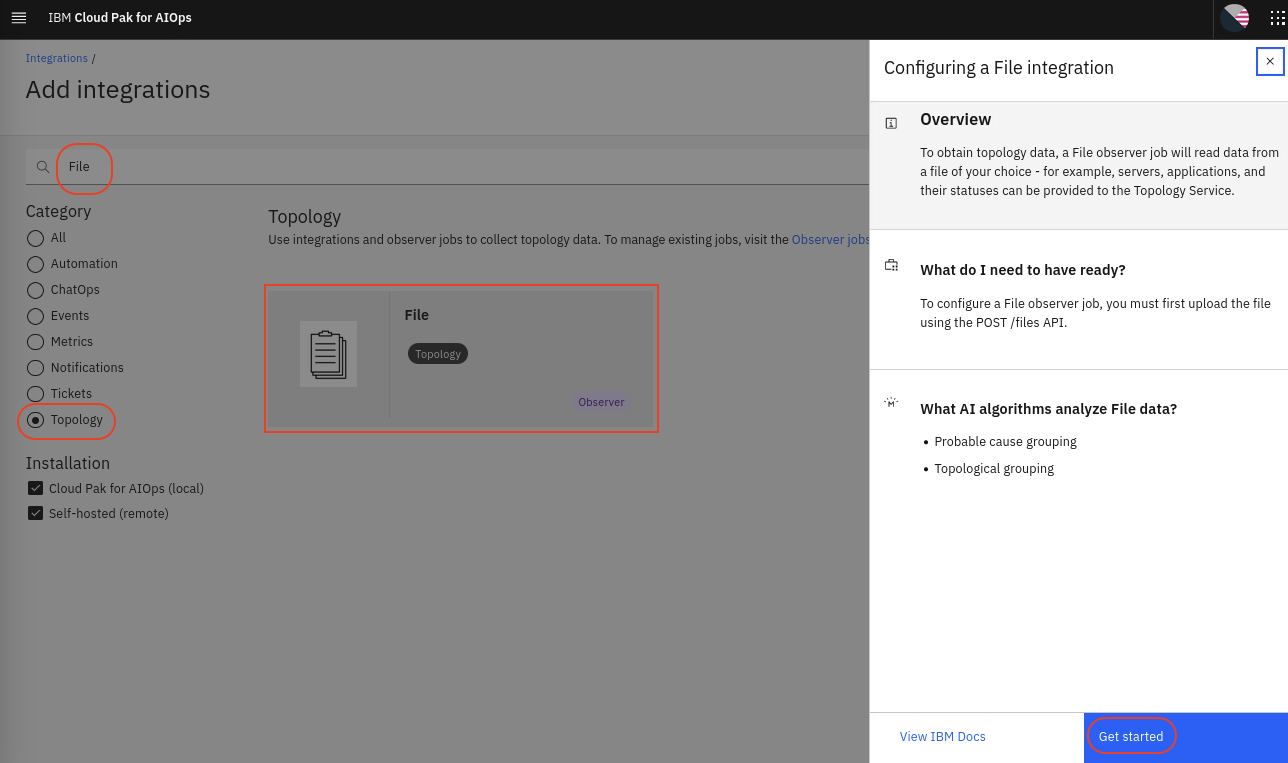 IBM Cloud Pak for AIOps
Integrations /
Add integrations
File
Category
All
Automation
ChatOps
Events
Metrics
Notifications
Tickets
Topology
Installation
Cloud Pak for AIOps (local)
Self-hosted (remote)
Topology
Use integrations and observer jobs to collect topology data. To manage existing jobs, visit the Observer jobs
File
Topology
Observer
Configuring a File integration
Overview
To obtain topology data, a File observer job will read data from
a file of your choice - for example, servers, applications, and
their statuses can be provided to the Topology Service.
What do I need to have ready?
To configure a File observer job, you must first upload the file
using the POST /files API.
What AI algorithms analyze File data?
• Probable cause grouping
• Topological grouping
View IBM Docs
Get started